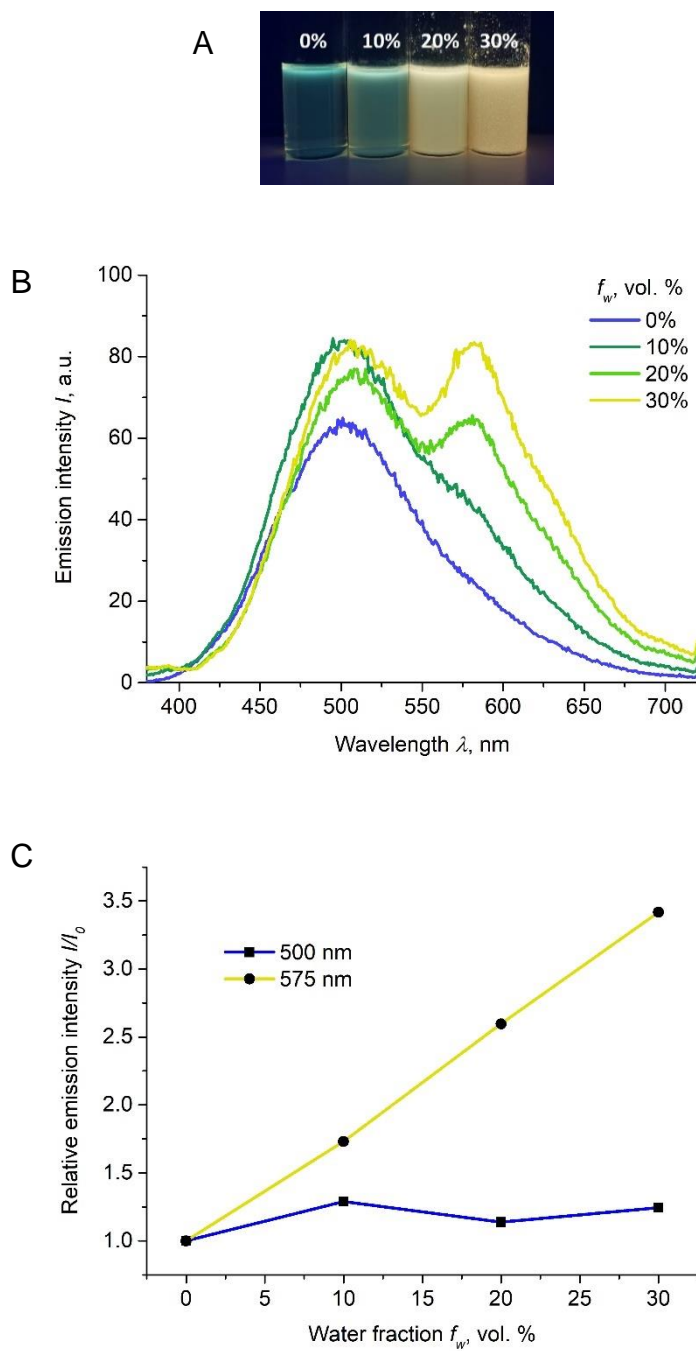 A
0% 10% 20% 30%
B
100
80
60
40
20
0
Emission intensity I, a.u.
f_w, vol. %
0%
10%
20%
30%
400 450 500 550 600 650 700
Wavelength λ, nm
C
3.5
3.0
2.5
2.0
1.5
1.0
Relative emission intensity I/I₀
500 nm
575 nm
0 5 10 15 20 25 30
Water fraction f_w, vol. %